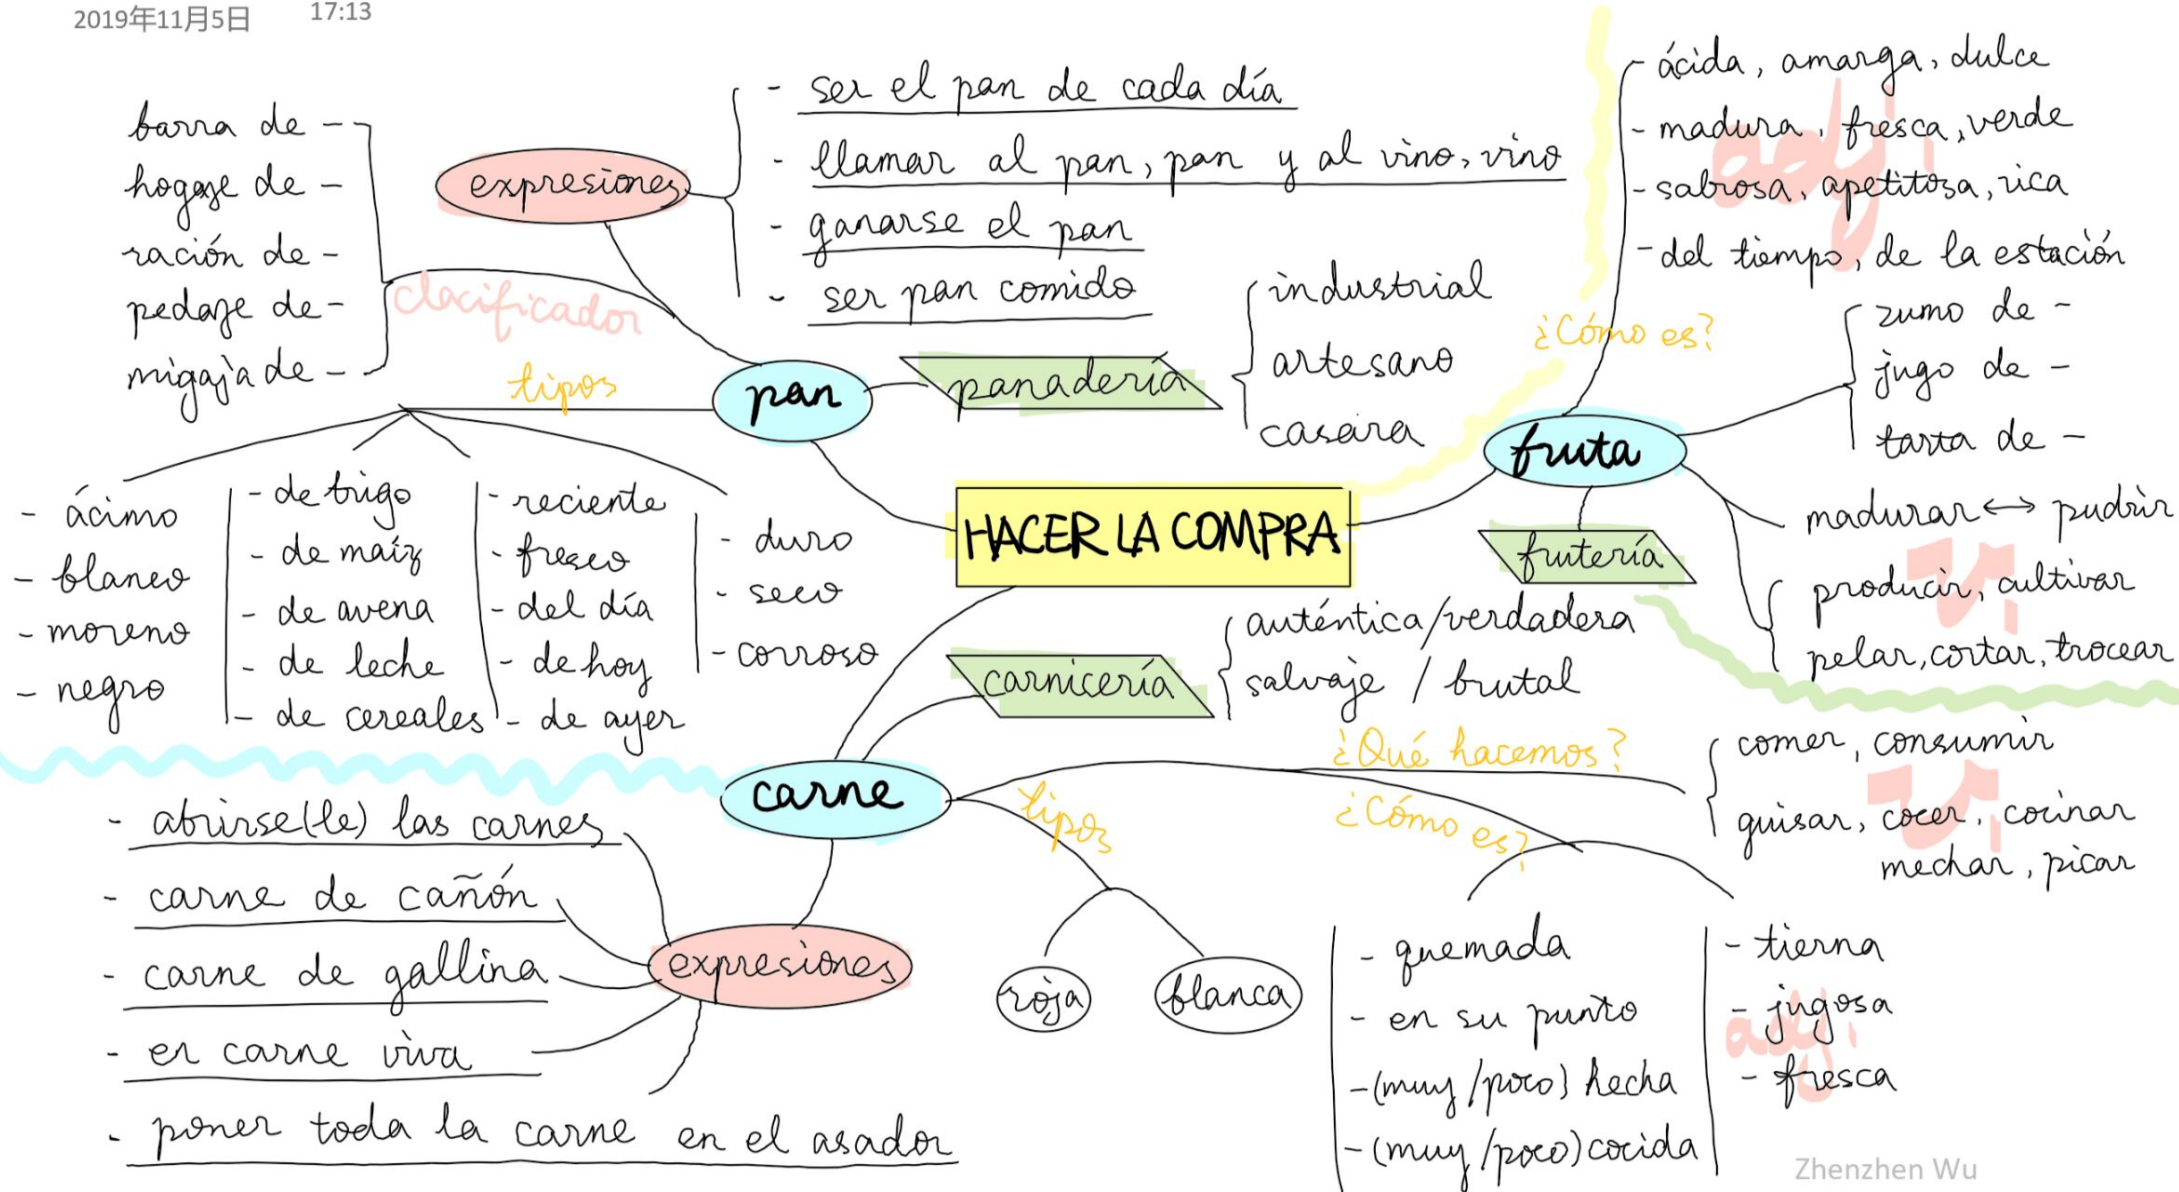 2019年11月5日 17:13
expresiones
- ser el pan de cada día
- llamar al pan, pan y al vino, vino
- ganarse el pan
- ser pan comido
barra de -
hogaze de -
ración de -
pedaze de -
migaja de -
clacificador
tipos
pan
panadería
industrial
artesano
casera
- ácimo
- blanco
- moreno
- negro
- de trigo
- de maíz
- de avena
- de leche
- de cereales
- reciente
- fresco
- del día
- de hoy
- de ayer
- duro
- seco
- corroso
HACER LA COMPRA
¿Cómo es?
- ácida, amarga, dulce
- madura, fresca, verde
- sabrosa, apetitosa, rica
- del tiempo, de la estación
adj.
fruta
zumo de -
jugo de -
tarta de -
frutería
madurar ↔ pudrir
producir, cultivar
pelar, cortar, trocear
v.
carnicería
auténtica/verdadera
salvaje / brutal
carne
¿Qué hacemos?
comer, consumir
guisar, cocer, cocinar
mechar, picar
v.
tipos
roja
blanca
¿Cómo es?
- quemada
- en su punto
- (muy/poco) hecha
- (muy/poco) cocida
- tierna
- jugosa
- fresca
adj.
expresiones
- abrirse(le) las carnes
- carne de cañón
- carne de gallina
- en carne viva
- poner toda la carne en el asador
Zhenzhen Wu